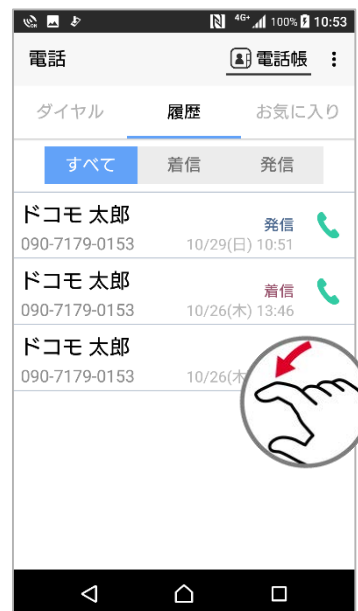 4G+ 100% 10:53
電話 電話帳
ダイヤル 履歴 お気に入り
すべて 着信 発信
ドコモ 太郎
発信
090-7179-0153 10/29(日) 10:51
ドコモ 太郎
着信
090-7179-0153 10/26(木) 13:46
ドコモ 太郎
090-7179-0153 10/26(木